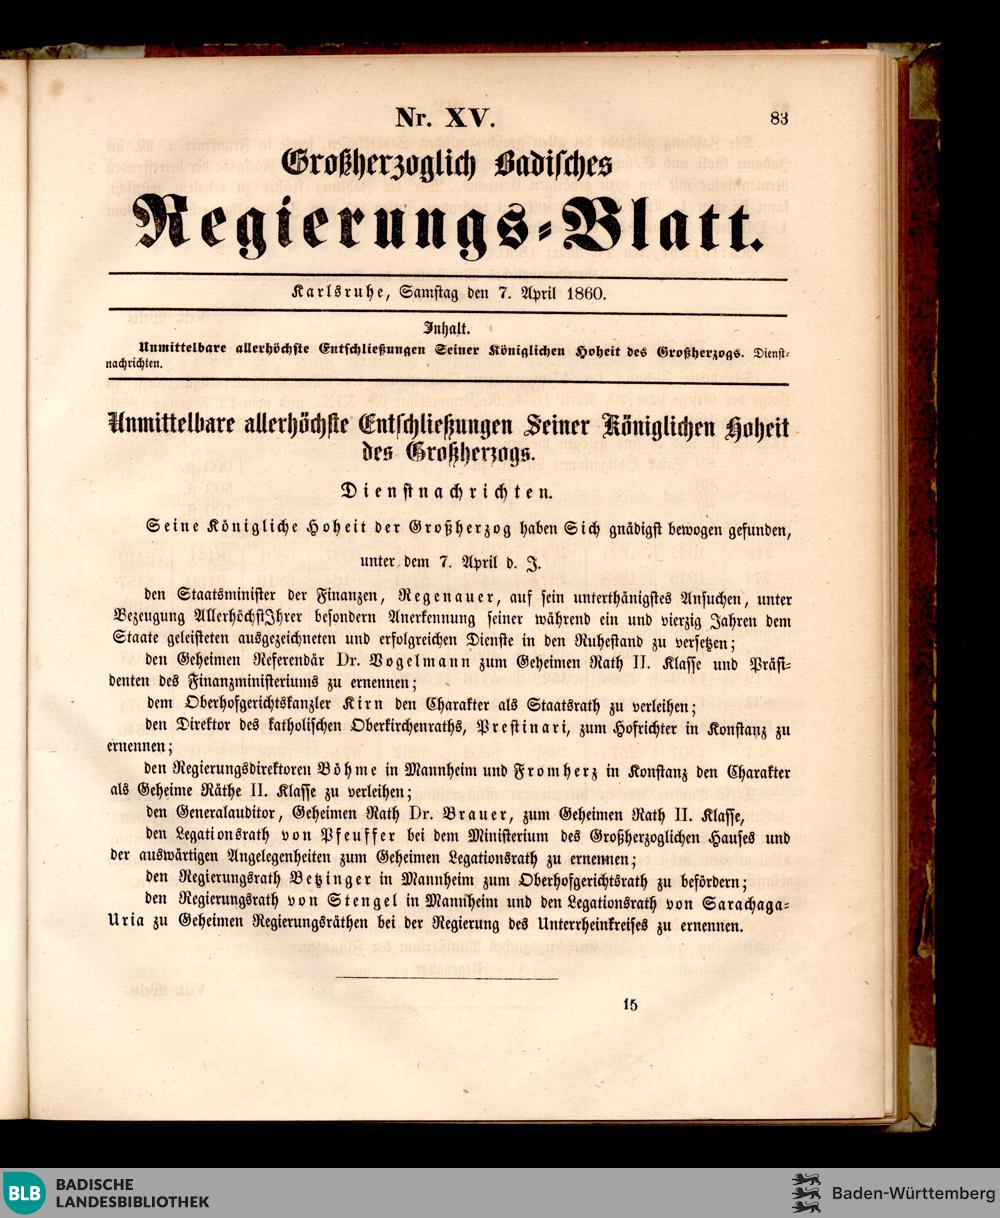 Nr. XV.
83
Großherzoglich Badisches
Regierungs-Blatt.
Karlsruhe, Samstag den 7. April 1860.
Inhalt.
Unmittelbare allerhöchste Entschließungen Seiner Königlichen Hoheit des Großherzogs. Dienst-
nachrichten.
Unmittelbare allerhöchste Entschließungen Seiner Königlichen Hoheit
des Großherzogs.
Dienstnachrichten.
Seine Königliche Hoheit der Großherzog haben Sich gnädigst bewogen gefunden,
unter dem 7. April d. J.
den Staatsminister der Finanzen, Regenauer, auf sein unterthänigstes Ansuchen, unter
Bezeugung AllerhöchstIhrer besondern Anerkennung seiner während ein und vierzig Jahren dem
Staate geleisteten ausgezeichneten und erfolgreichen Dienste in den Ruhestand zu versetzen;
den Geheimen Referendär Dr. Vogelmann zum Geheimen Rath II. Klasse und Präsi-
denten des Finanzministeriums zu ernennen;
dem Oberhofgerichtskanzler Kirn den Charakter als Staatsrath zu verleihen;
den Direktor des katholischen Oberkirchenraths, Prestinari, zum Hofrichter in Konstanz zu
ernennen;
den Regierungsdirektoren Böhme in Mannheim und Fromherz in Konstanz den Charakter
als Geheime Räthe II. Klasse zu verleihen;
den Generalauditor, Geheimen Rath Dr. Brauer, zum Geheimen Rath II. Klasse,
den Legationsrath von Pfeuffer bei dem Ministerium des Großherzoglichen Hauses und
der auswärtigen Angelegenheiten zum Geheimen Legationsrath zu ernennen;
den Regierungsrath Betzinger in Mannheim zum Oberhofgerichtsrath zu befördern;
den Regierungsrath von Stengel in Mannheim und den Legationsrath von Sarachaga-
Uria zu Geheimen Regierungsräthen bei der Regierung des Unterrheinkreises zu ernennen.
15
BLB
BADISCHE
LANDESBIBLIOTHEK
Baden-Württemberg